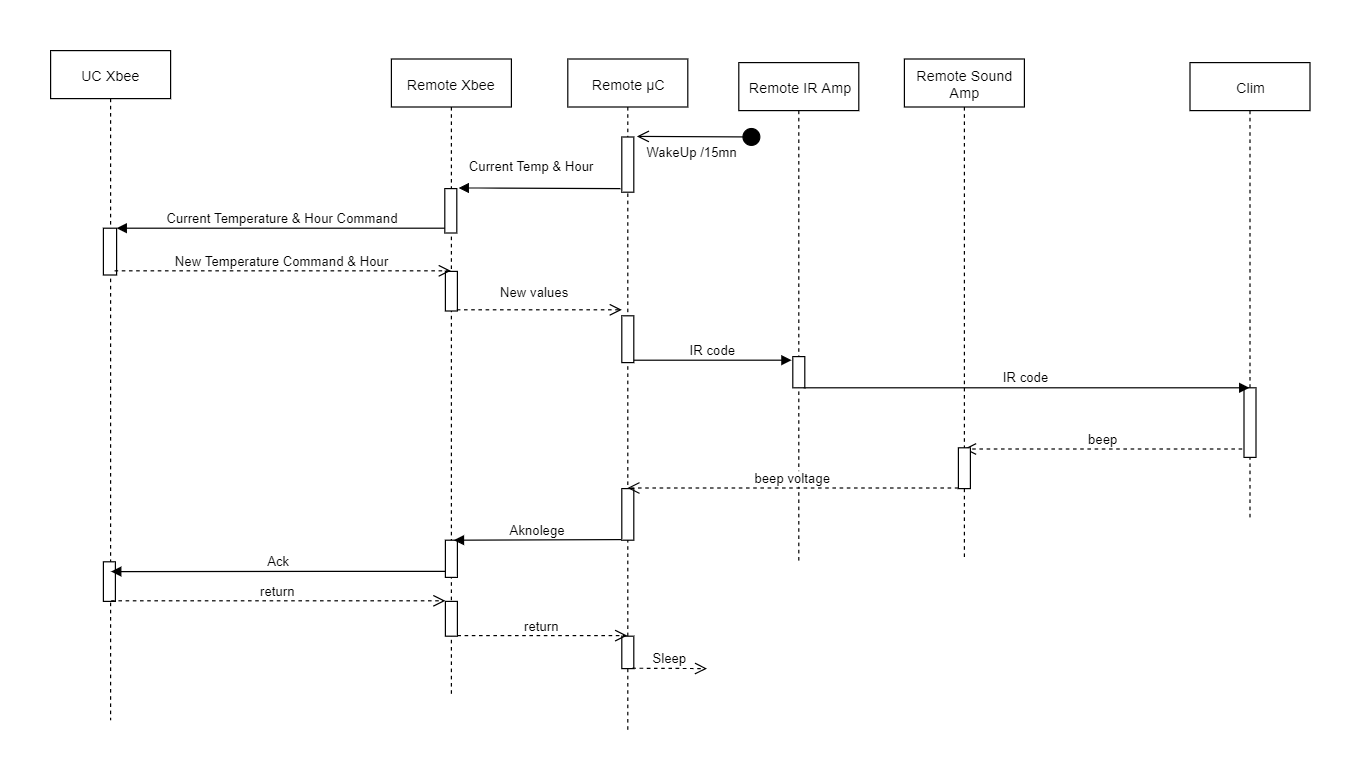 UC Xbee
Remote Xbee
Remote µC
Remote IR Amp
Remote Sound
Amp
Clim
WakeUp /15mn
Current Temp & Hour
Current Temperature & Hour Command
New Temperature Command & Hour
New values
IR code
IR code
beep
beep voltage
Aknolege
Ack
return
return
Sleep